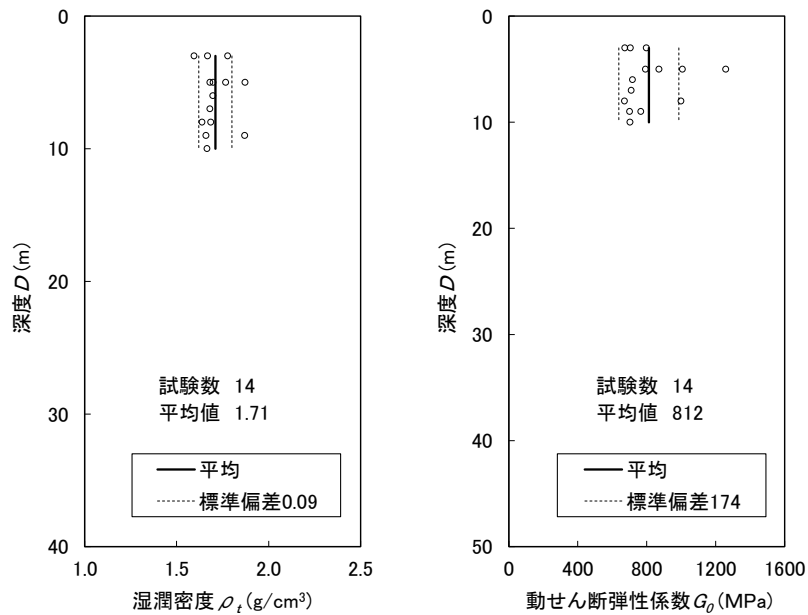 0
10
20
30
40
深度D(m)
試験数 14
平均値 1.71
平均
標準偏差0.09
1.0 1.5 2.0 2.5
湿潤密度ρt(g/cm³)
0
10
20
30
40
50
深度D(m)
試験数 14
平均値 812
平均
標準偏差174
0 400 800 1200 1600
動せん断弾性係数G0(MPa)